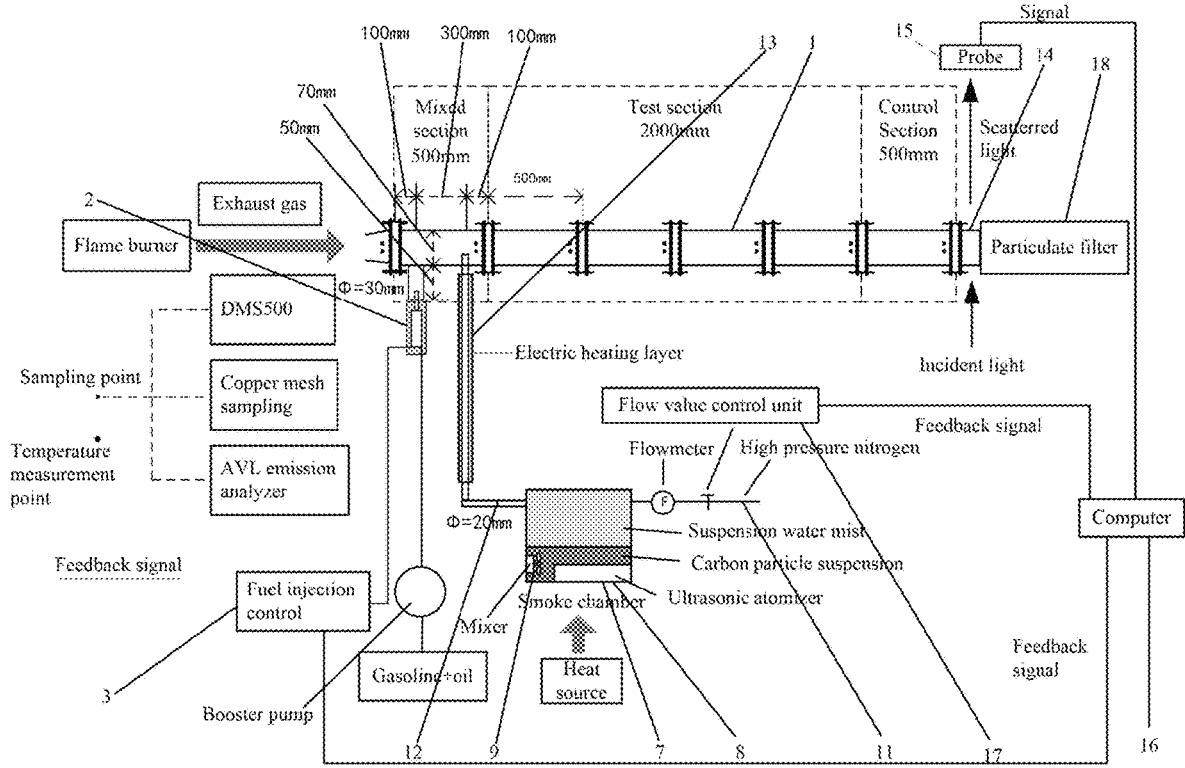 Signal
100mm
300mm
100mm
13
1
15
Probe
14
18
70mm
50mm
Mixed
section
500mm
Test section
2000mm
Control
Section
500mm
Scatterred
light
500mm
2
Exhaust gas
Flame burner
Particulate filter
Φ=30mm
DMS500
Electric heating layer
Incident light
Sampling point
Copper mesh
sampling
Flow value control unit
Feedback signal
Flowmeter
High pressure nitrogen
Temperature
measurement
point
AVL emission
analyzer
F
Φ=20mm
Computer
Suspension water mist
Carbon particle suspension
Feedback signal
Fuel injection
control
Ultrasonic atomizer
Smoke chamber
Mixer
Feedback
signal
Gasoline+oil
Heat
source
3
Booster pump
12
9
7
8
11
17
16